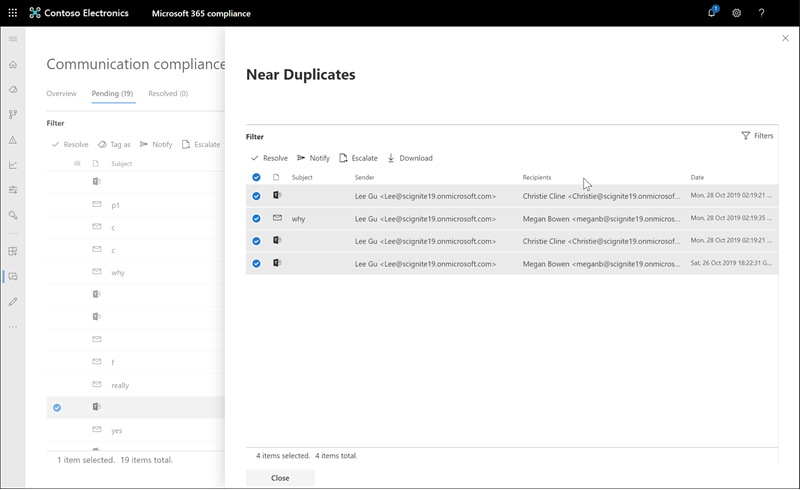 Contoso Electronics Microsoft 365 compliance 1 ?
Communication compliance
Overview Pending (19) Resolved (0)
Filter
Resolve Tag as Notify Escalate
Subject
p1
c
c
why
f
really
yes
1 item selected. 19 items total.
Near Duplicates
Filter Filters
Resolve Notify Escalate Download
Subject Sender Recipients Date
Lee Gu <Lee@scignite19.onmicrosoft.com> Christie Cline <Christie@scignite19.onmicrosof... Mon, 28 Oct 2019 02:19:21 ...
why Lee Gu <Lee@scignite19.onmicrosoft.com> Megan Bowen <meganb@scignite19.onmicroso... Mon, 28 Oct 2019 02:19:35 ...
Lee Gu <Lee@scignite19.onmicrosoft.com> Christie Cline <Christie@scignite19.onmicrosof... Mon, 28 Oct 2019 02:19:21 ...
Lee Gu <Lee@scignite19.onmicrosoft.com> Megan Bowen <meganb@scignite19.onmicroso... Sat, 26 Oct 2019 18:22:31 G...
4 items selected. 4 items total.
Close